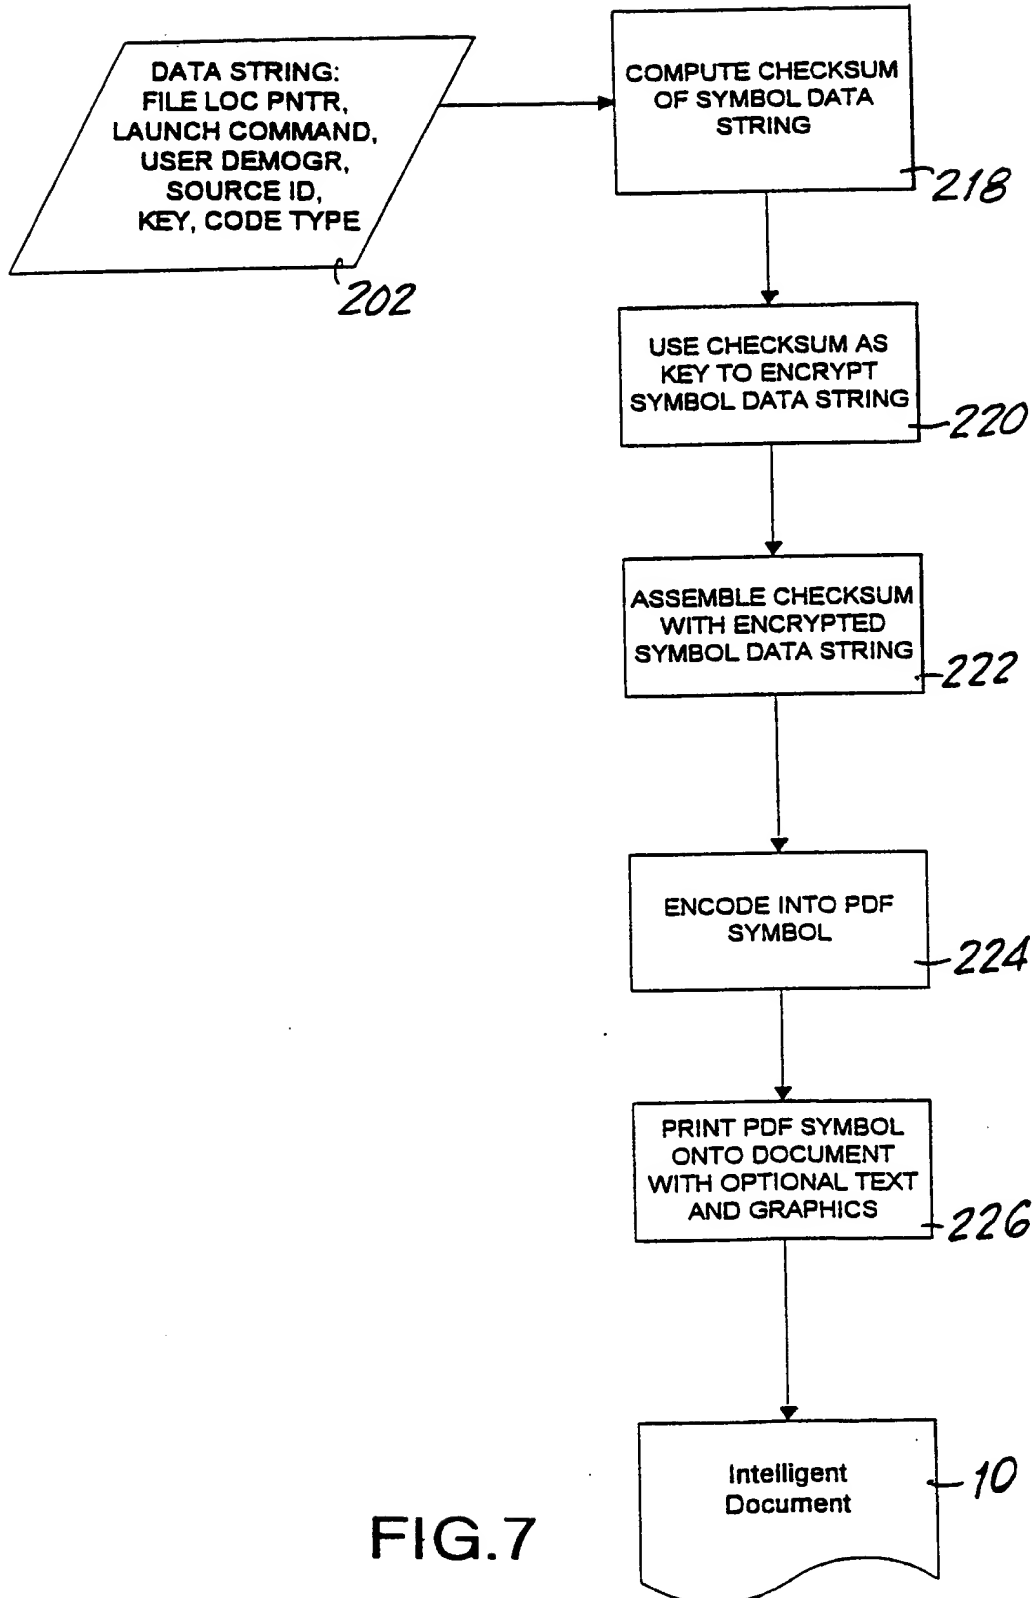 DATA STRING:
FILE LOC PNTR,
LAUNCH COMMAND,
USER DEMOGR,
SOURCE ID,
KEY, CODE TYPE
202
COMPUTE CHECKSUM
OF SYMBOL DATA
STRING
218
USE CHECKSUM AS
KEY TO ENCRYPT
SYMBOL DATA STRING
220
ASSEMBLE CHECKSUM
WITH ENCRYPTED
SYMBOL DATA STRING
222
ENCODE INTO PDF
SYMBOL
224
PRINT PDF SYMBOL
ONTO DOCUMENT
WITH OPTIONAL TEXT
AND GRAPHICS
226
Intelligent
Document
10
FIG.7